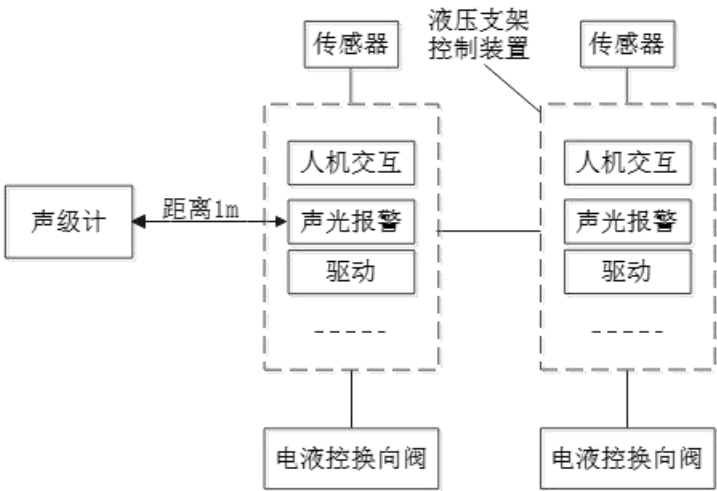 传感器
液压支架
控制装置
传感器
人机交互
人机交互
声级计
距离1m
声光报警
声光报警
驱动
驱动
电液控换向阀
电液控换向阀